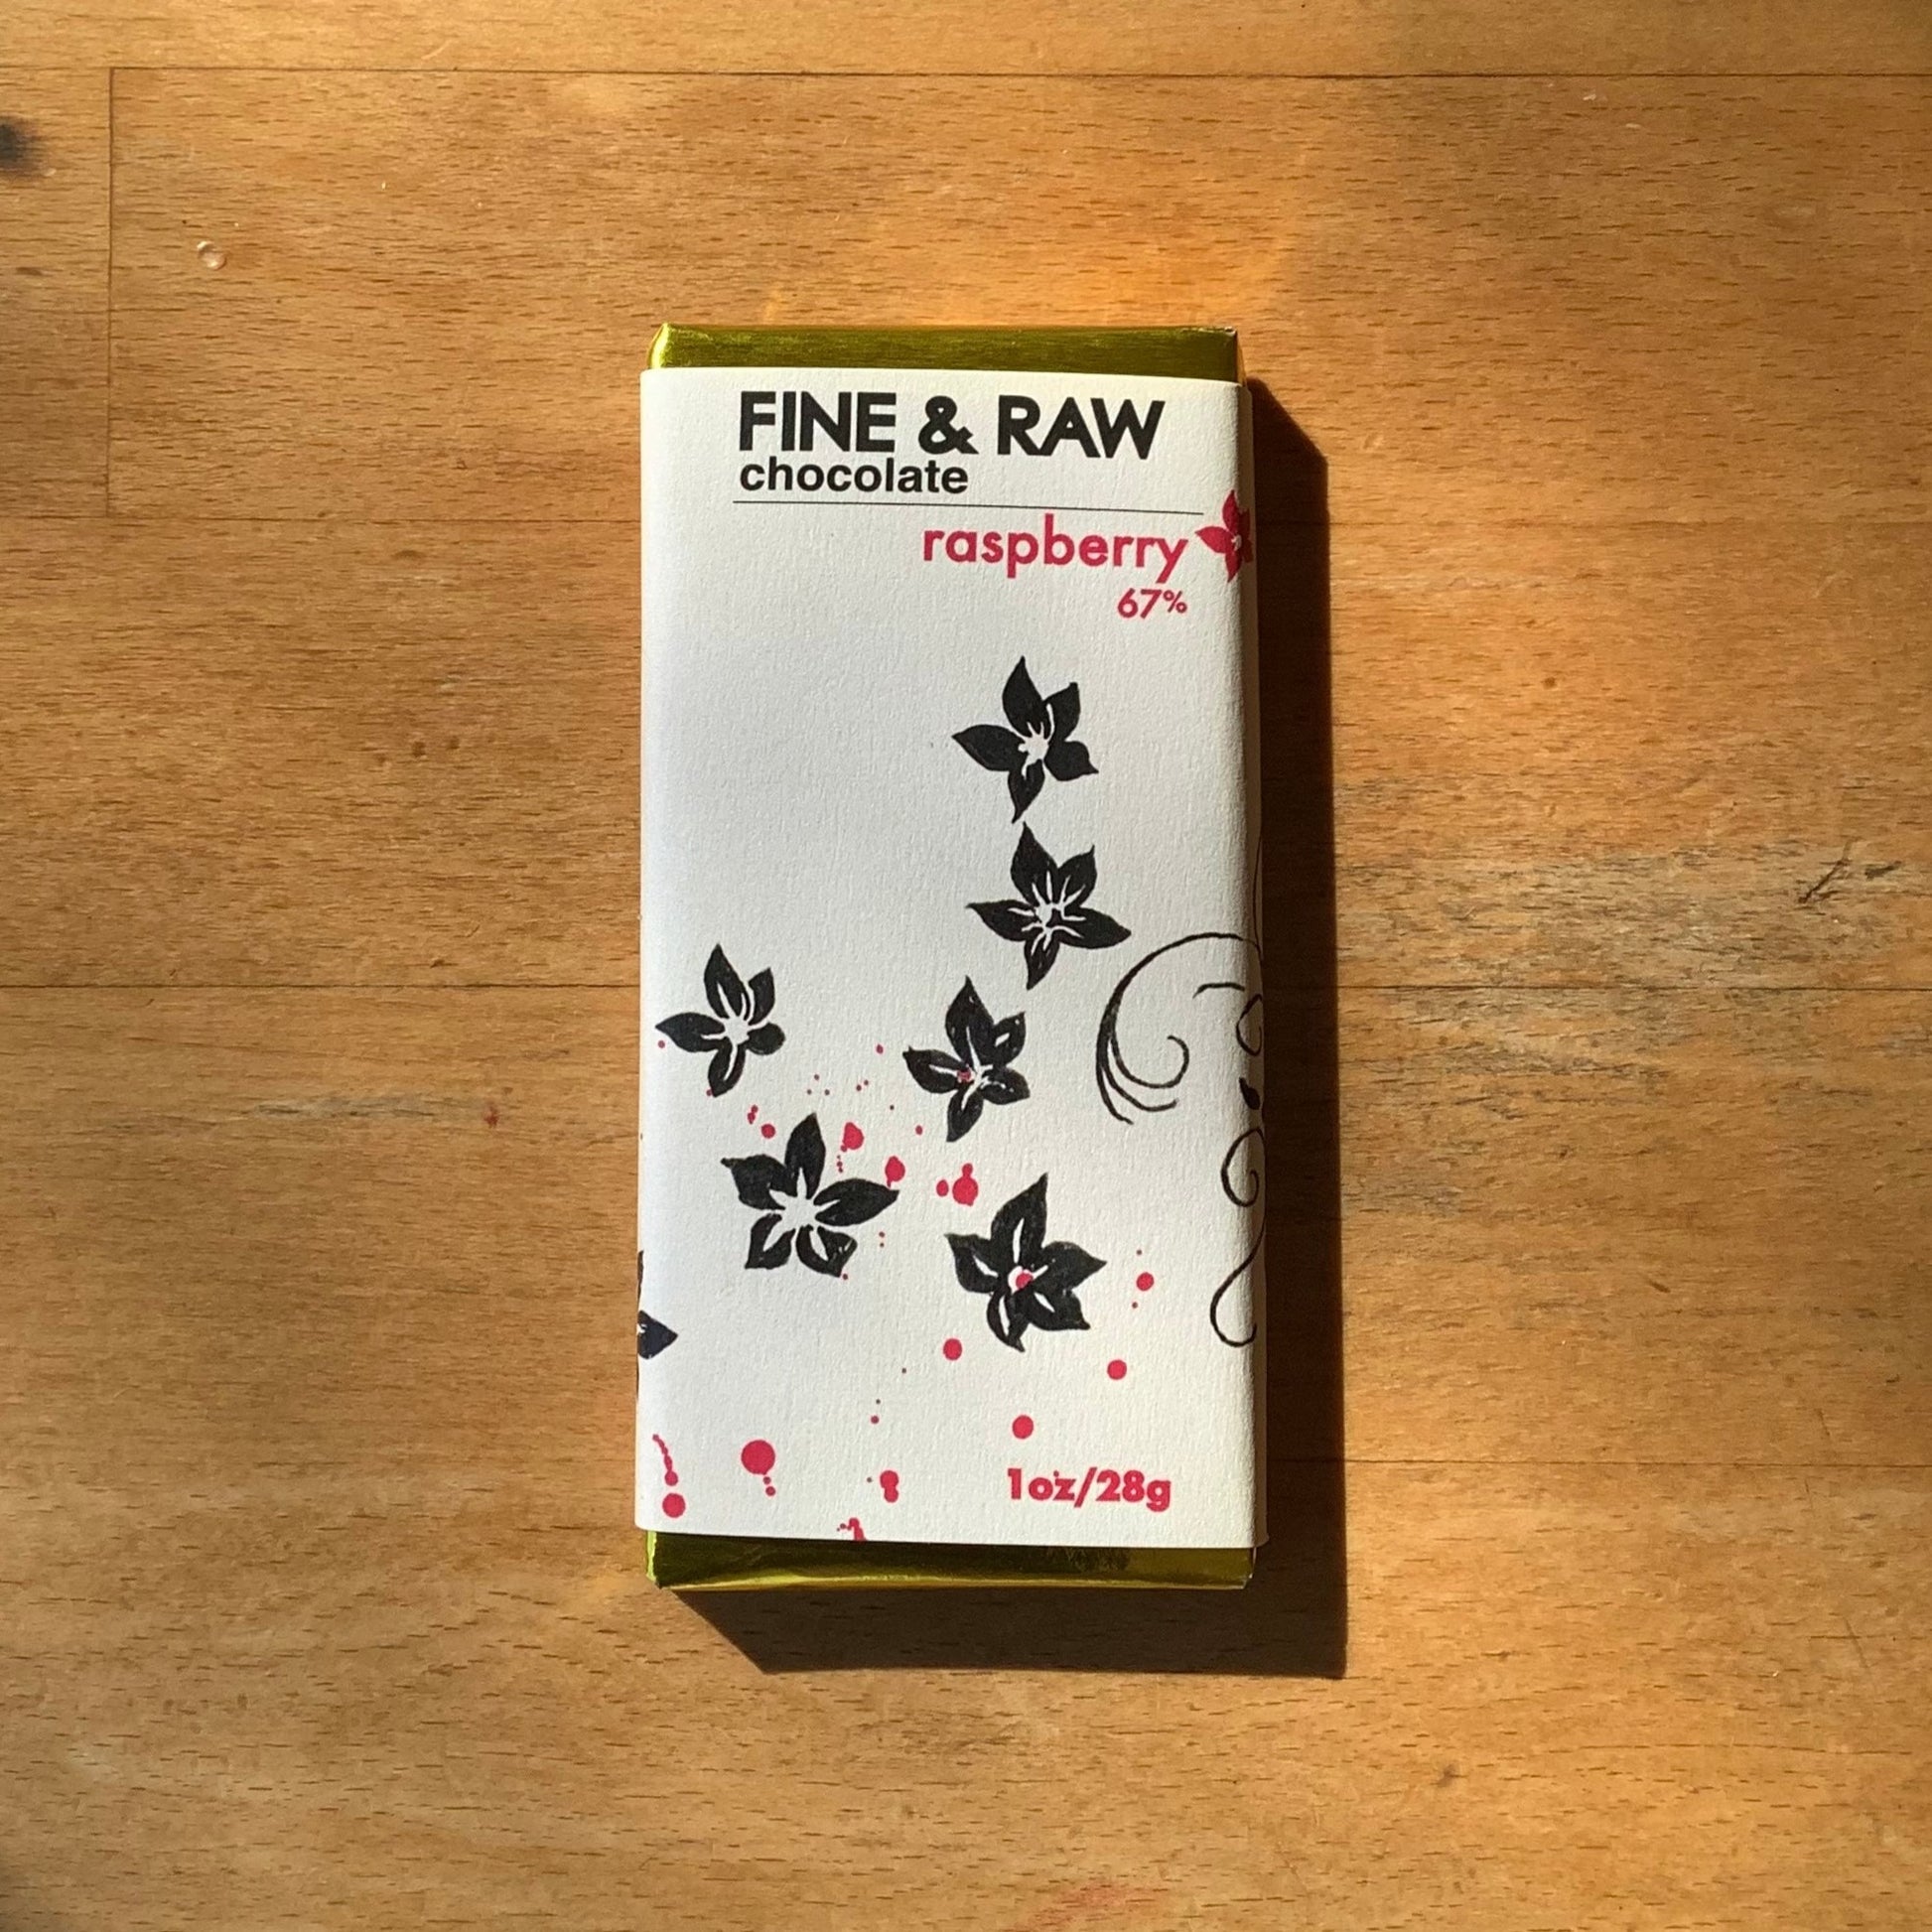 FINE & RAW
chocolate
raspberry
67%
1oz/28g